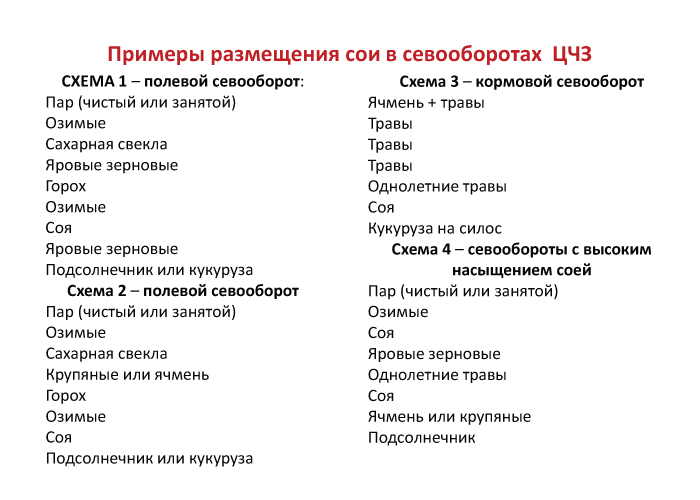 Примеры размещения сои в севооборотах ЦЧЗ
СХЕМА 1 – полевой севооборот:
Пар (чистый или занятой)
Озимые
Сахарная свекла
Яровые зерновые
Горох
Озимые
Соя
Яровые зерновые
Подсолнечник или кукуруза
Схема 2 – полевой севооборот
Пар (чистый или занятой)
Озимые
Сахарная свекла
Крупяные или ячмень
Горох
Озимые
Соя
Подсолнечник или кукуруза
Схема 3 – кормовой севооборот
Ячмень + травы
Травы
Травы
Травы
Однолетние травы
Соя
Кукуруза на силос
Схема 4 – севообороты с высоким
насыщением соей
Пар (чистый или занятой)
Озимые
Соя
Яровые зерновые
Однолетние травы
Соя
Ячмень или крупяные
Подсолнечник